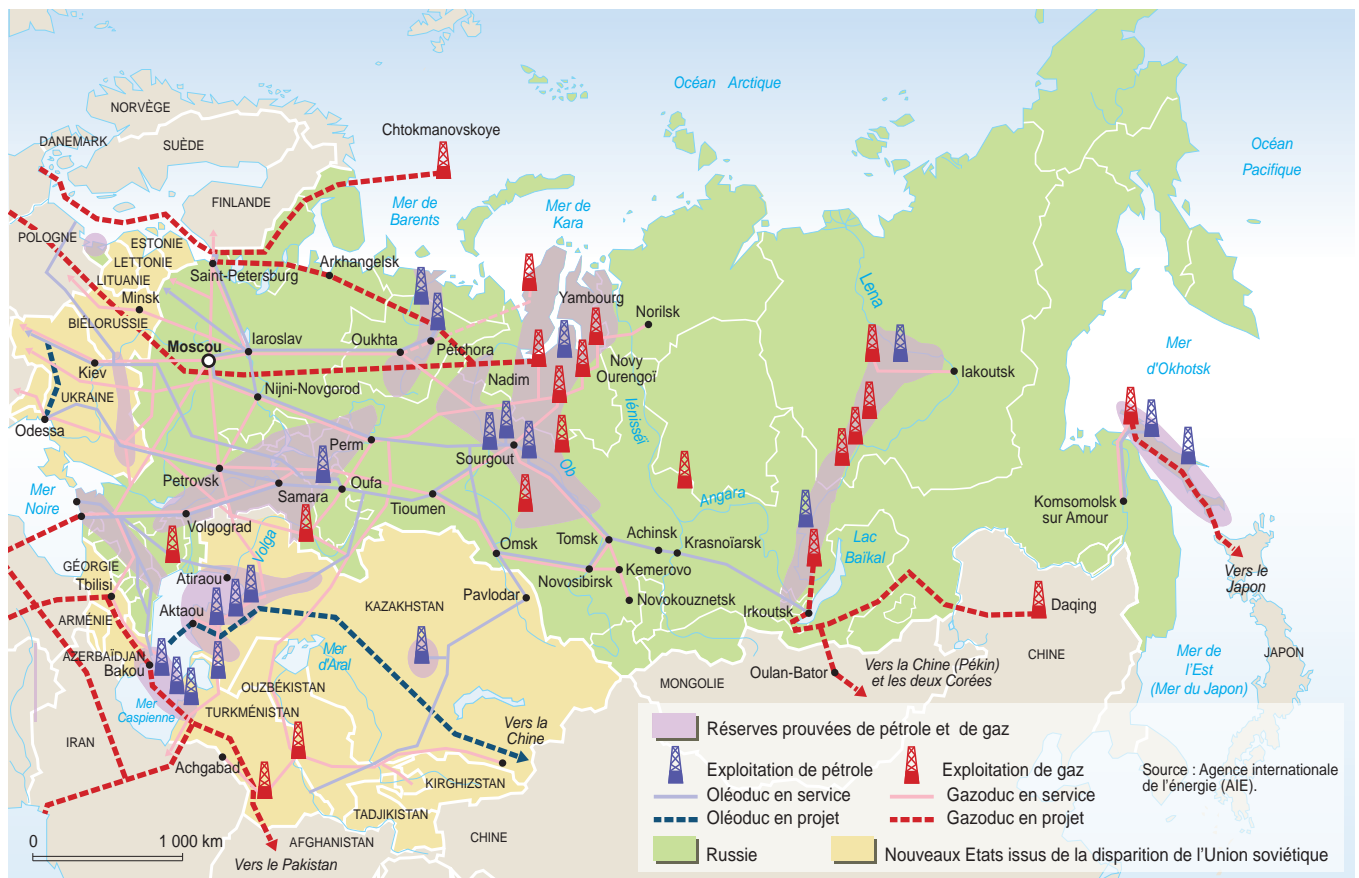 Océan Arctique
Océan
Pacifique
NORVÈGE
DANEMARK
SUÈDE
FINLANDE
Chtokmanovskoye
Mer de
Barents
Mer de
Kara
POLOGNE
ESTONIE
LETTONIE
LITUANIE
Minsk
BIÉLORUSSIE
Saint-Petersburg
Arkhangelsk
Yambourg
Norilsk
Lena
Moscou
Iaroslav
Oukhta
Petchora
Nadim
Novy
Ourengoï
Iakoutsk
Mer
d'Okhotsk
Kiev
UKRAINE
Nijni-Novgorod
Iénisseï
Odessa
Perm
Sourgout
Ob
Petrovsk
Samara
Oufa
Tioumen
Angara
Mer
Noire
Volgograd
Volga
Komsomolsk
sur Amour
Omsk
Tomsk
Achinsk
Krasnoïarsk
Lac
Baïkal
GÉORGIE
Tbilisi
Atiraou
Novosibirsk
Kemerovo
Novokouznetsk
Vers le
Japon
ARMÉNIE
Aktaou
KAZAKHSTAN
Pavlodar
Irkoutsk
Daqing
AZERBAÏDJAN
Bakou
Mer
d'Aral
OUZBÉKISTAN
MONGOLIE
Oulan-Bator
Vers la Chine (Pékin)
et les deux Corées
CHINE
Mer de
l'Est
(Mer du Japon)
JAPON
Mer
Caspienne
TURKMÉNISTAN
Vers la
Chine
IRAN
Achgabad
KIRGHIZSTAN
TADJIKISTAN
AFGHANISTAN
CHINE
Vers le Pakistan
0 1 000 km
Réserves prouvées de pétrole et de gaz
Exploitation de pétrole
Exploitation de gaz
Oléoduc en service
Gazoduc en service
Oléoduc en projet
Gazoduc en projet
Source : Agence internationale
de l'énergie (AIE).
Russie
Nouveaux Etats issus de la disparition de l'Union soviétique